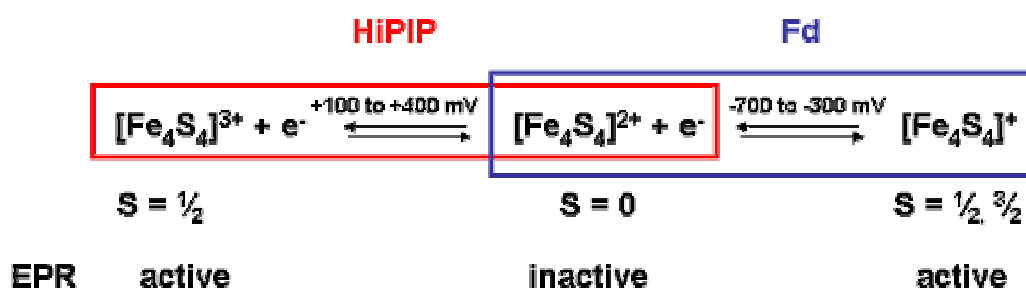 HiPIP Fd
+100 to +400 mV -700 to -300 mV
[Fe₄S₄]³⁺ + e⁻ [Fe₄S₄]²⁺ + e⁻ [Fe₄S₄]⁺
S = ½ S = 0 S = ½, ³⁄₂
EPR active inactive active